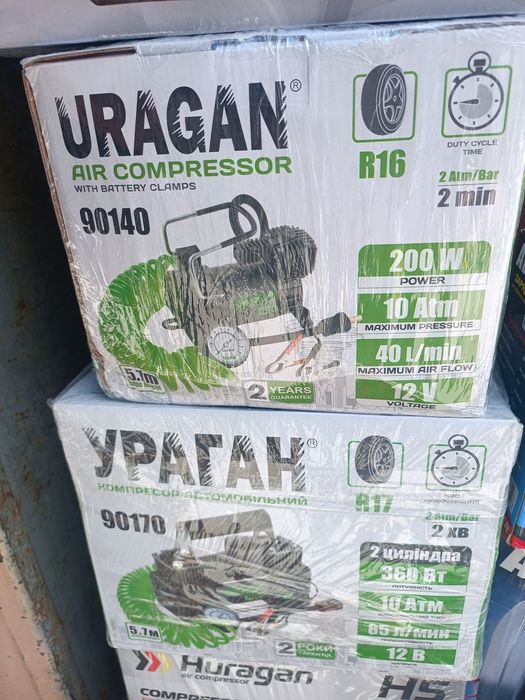 URAGAN®
AIR COMPRESSOR
WITH BATTERY CLAMPS
90140
R16
DUTY CYCLE
TIME
2 Atm/Bar
2 min
200 W
POWER
10 Atm
MAXIMUM PRESSURE
40 L/min
MAXIMUM AIR FLOW
12 V
VOLTAGE
5.7m
2 YEARS
GUARANTEE
УРАГАН®
КОМПРЕСОР АВТОМОБІЛЬНИЙ
90170
R17
2 Atm/Bar
2 хв
2 циліндра
360 Вт
10 Атм
65 л/мин
12 В
5.7м
2 РОКИ
ГАРАНТІЯ
Huragan
air compressor
COMPRESS